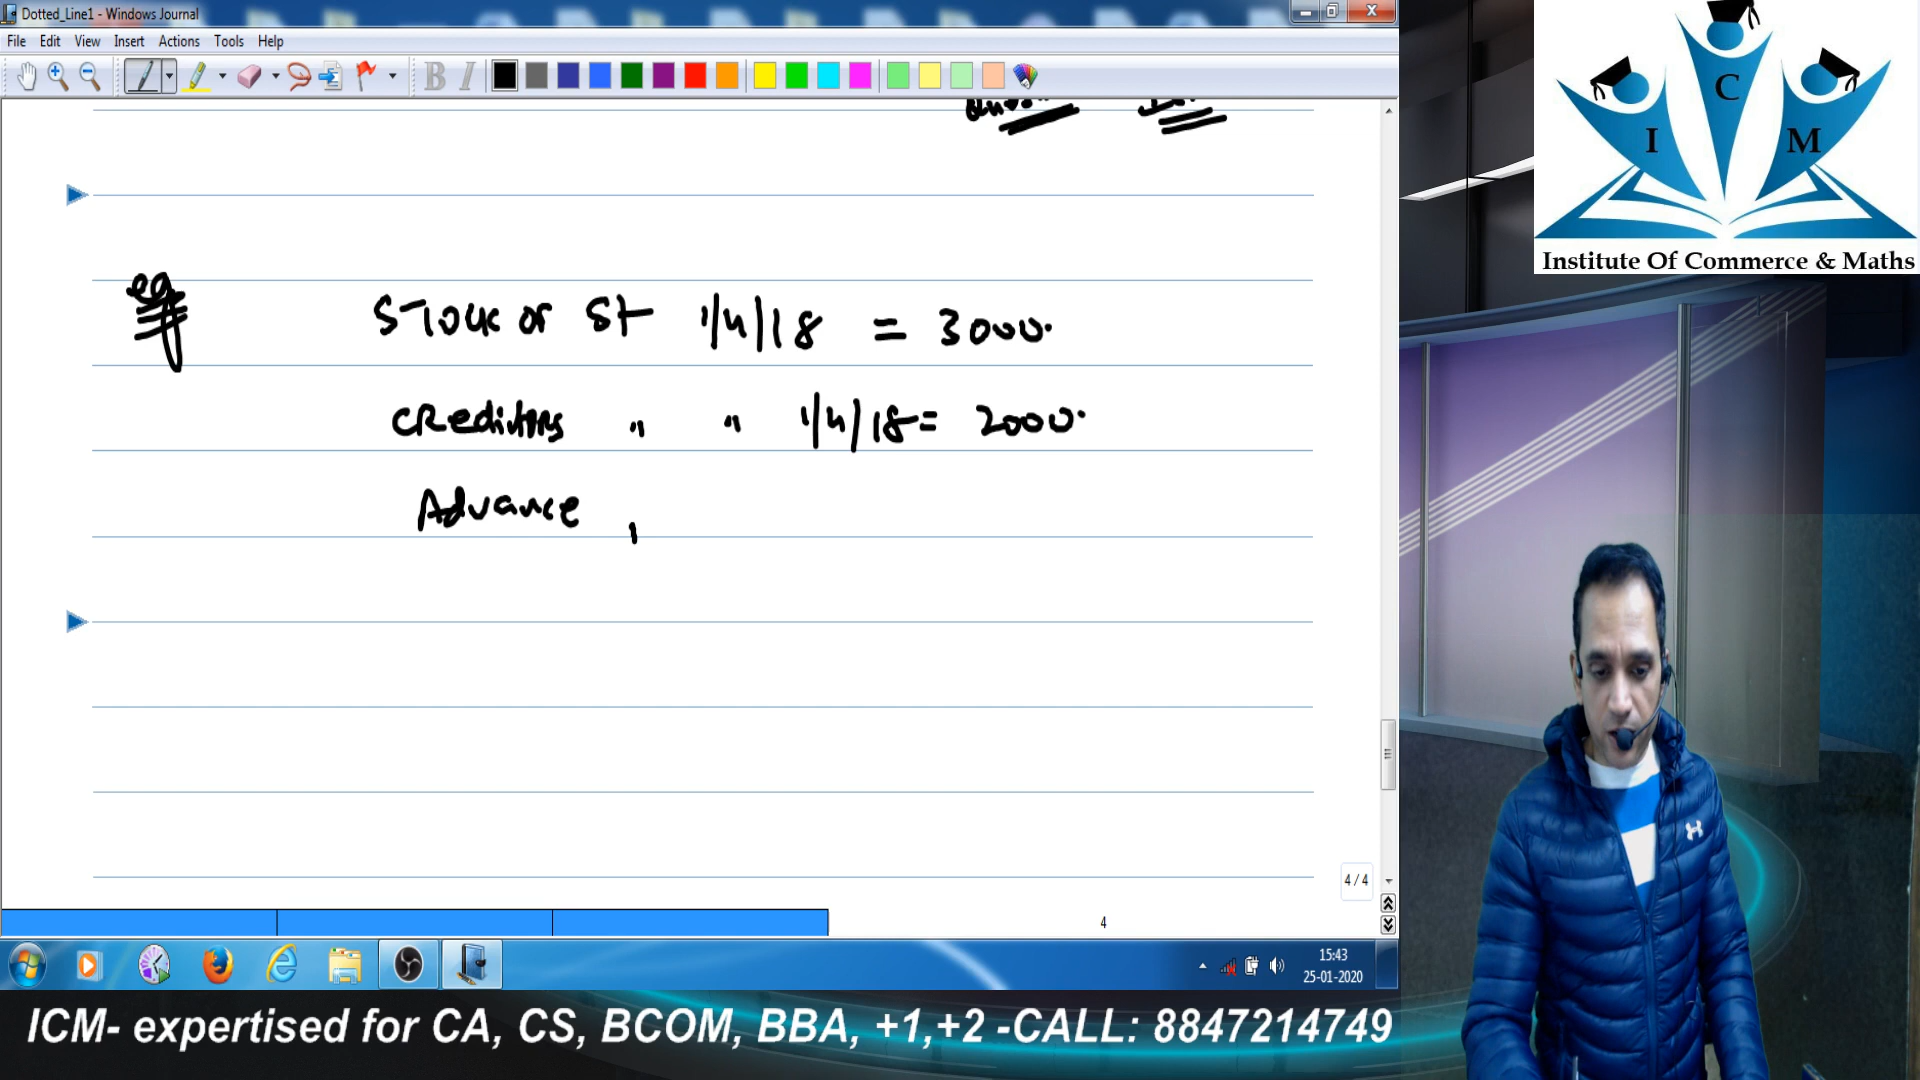 Dotted_Line1 - Windows Journal
File Edit View Insert Actions Tools Help
B I
I C M
Institute Of Commerce & Maths
eg
Stock of St 1/4/18 = 3000.
Creditors " " 1/4/18 = 2000.
Advance
4 / 4
4
15:43
25-01-2020
ICM- expertised for CA, CS, BCOM, BBA, +1,+2 -CALL: 8847214749